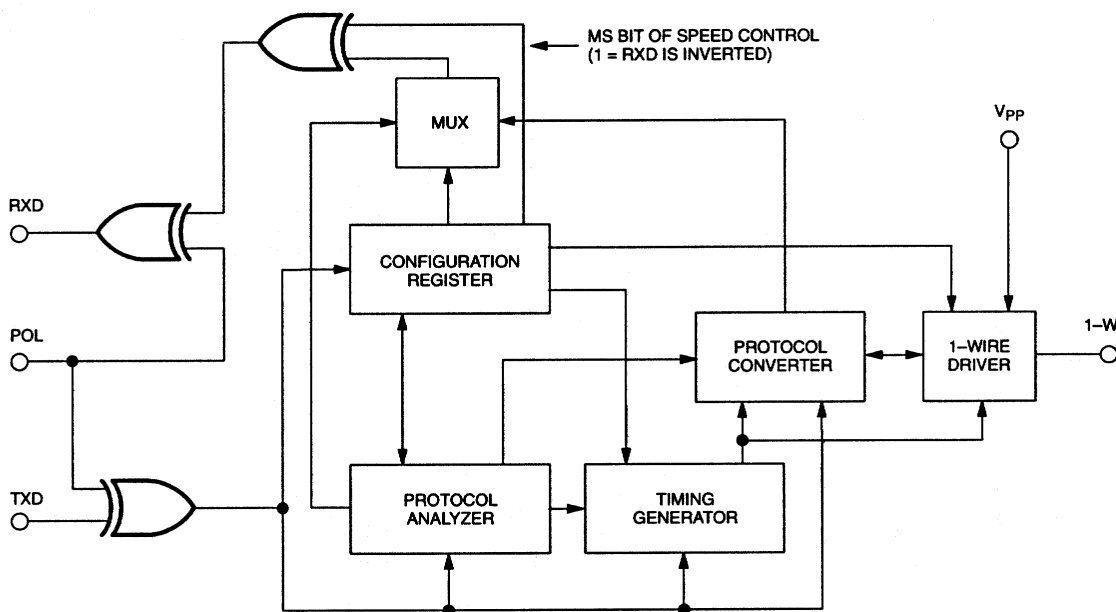 MS BIT OF SPEED CONTROL
(1 = RXD IS INVERTED)
MUX
VPP
RXD
CONFIGURATION
REGISTER
POL
PROTOCOL
CONVERTER
1–WIRE
DRIVER
1–W
TXD
PROTOCOL
ANALYZER
TIMING
GENERATOR